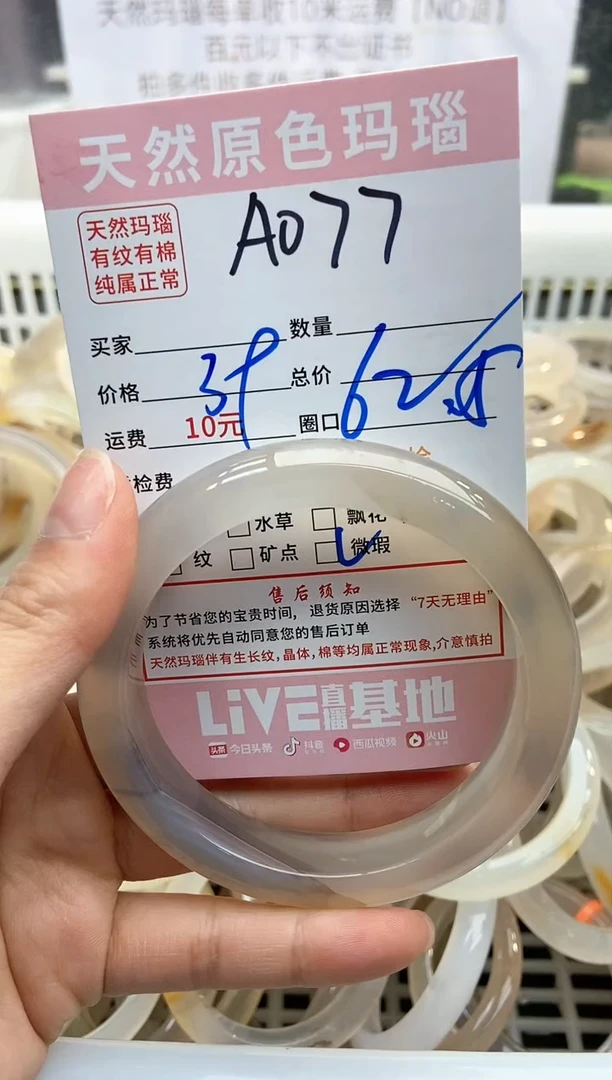 天然玛瑙每单收10米运费【NO退】
百元以下不出证书
天然原色玛瑙
A077
天然玛瑙
有纹有棉
纯属正常
买家 数量
价格 总价
运费 10元 圈口 62.5
检费
水草 飘花
纹 矿点 微瑕
售后须知
为了节省您的宝贵时间，退货原因选择“7天无理由”
系统将优先自动同意您的售后订单
天然玛瑙伴有生长纹,晶体,棉等均属正常现象,介意慎拍
LiVE直播基地
头条 今日头条 抖音 西瓜视频 火山